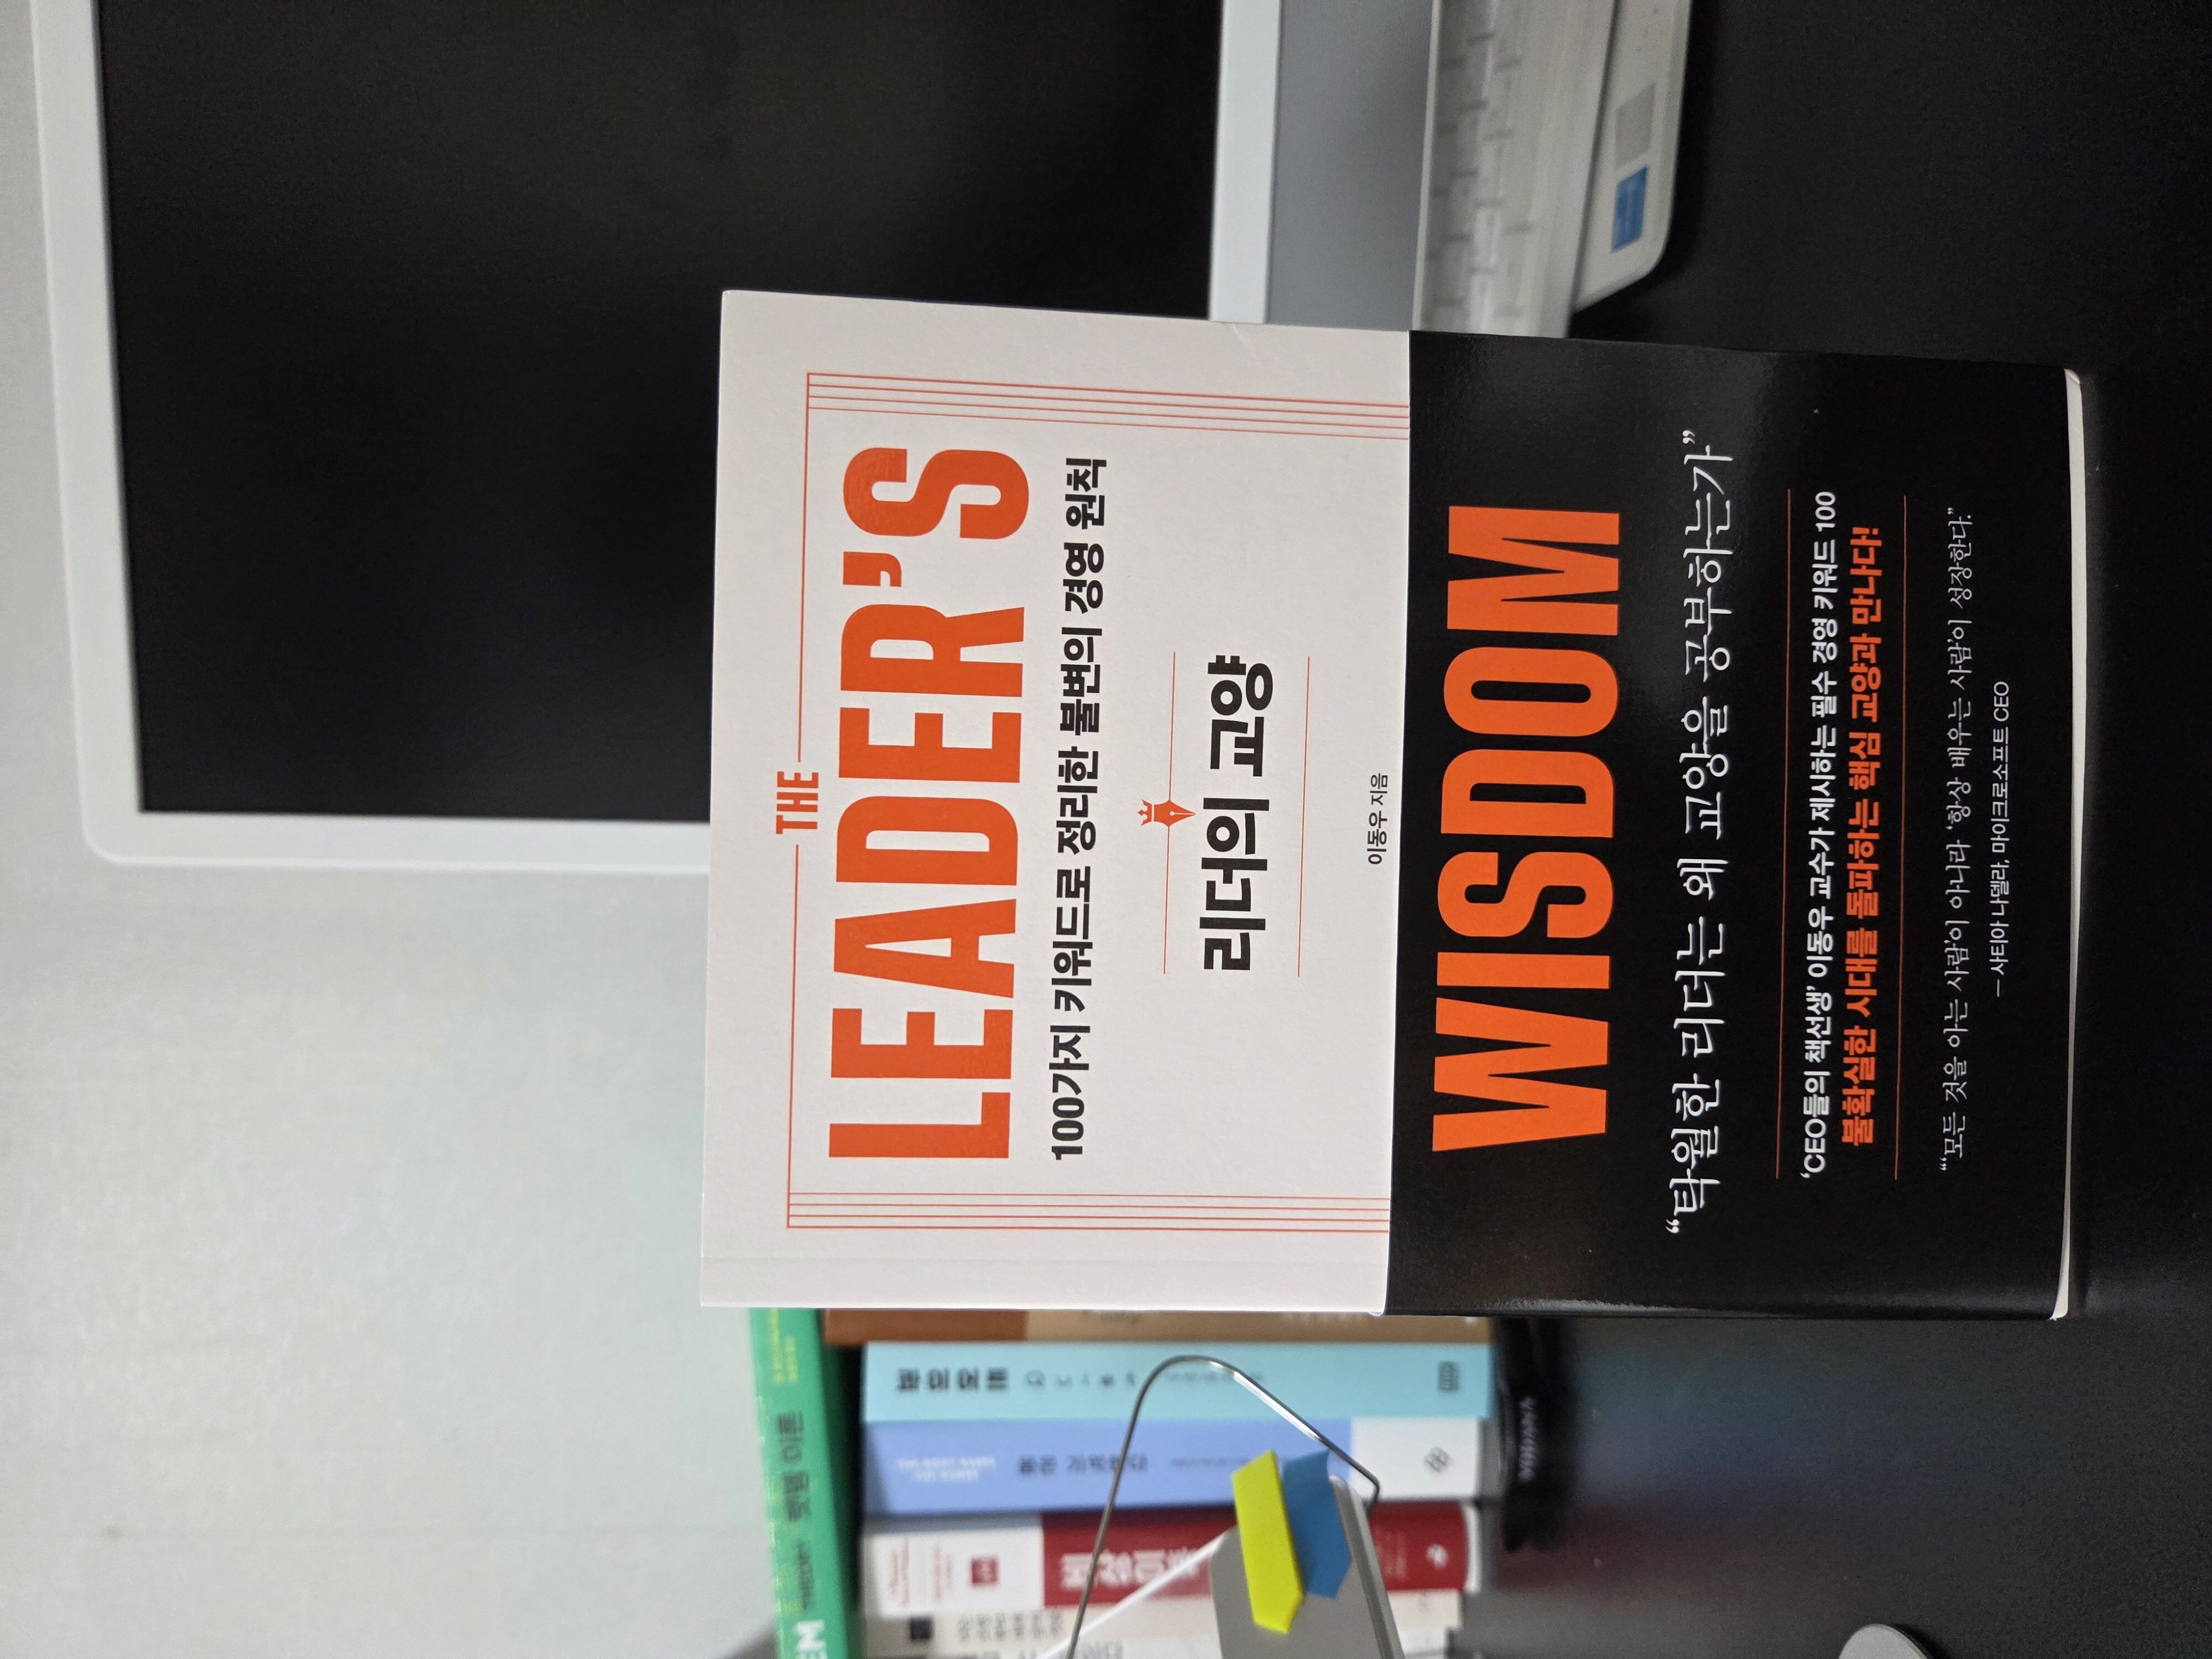 THE
LEADER'S
100가지 키워드로 정리한 불변의 경영 원칙
리더의 교양
이동우 지음
WISDOM
“탁월한 리더는 왜 교양을 공부하는가”
‘CEO들의 책선생’ 이동우 교수가 제시하는 필수 경영 키워드 100
불확실한 시대를 돌파하는 핵심 교양과 만나다!
“‘모든 것을 아는 사람’이 아니라 ‘항상 배우는 사람’이 성장한다.”
— 사티아 나델라, 마이크로소프트 CEO
THEORY 렛뎀 이론